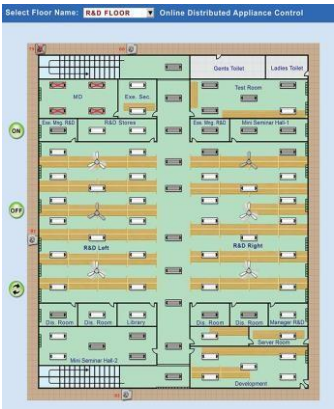 Select Floor Name: R&D FLOOR Online Distributed Appliance Control
Gents Toilet Ladies Toilet
Test Room
MD Exe. Sec.
Exe. Mrg. R&D R&D Stores Exe. Mrg. R&D Mini Seminar Hall-1
ON
OFF
R&D Left R&D Right
Dis. Room Dis. Room Library Dis. Room Dis. Room Manager R&D
Server Room
Mini Seminar Hall-2
Development